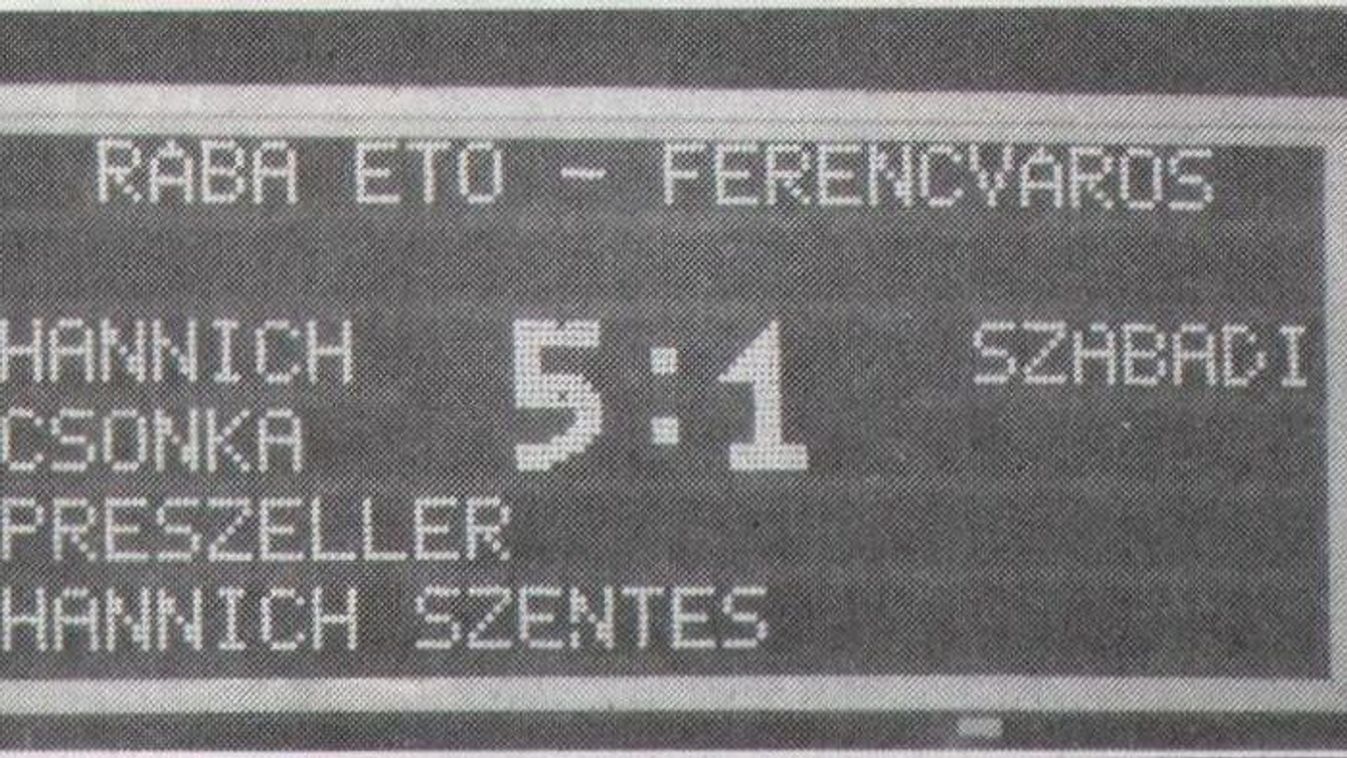 RABA ETO - FERENCVAROS
HANNICH 5:1 SZABADI
CSONKA
PRESZELLER
HANNICH SZENTES